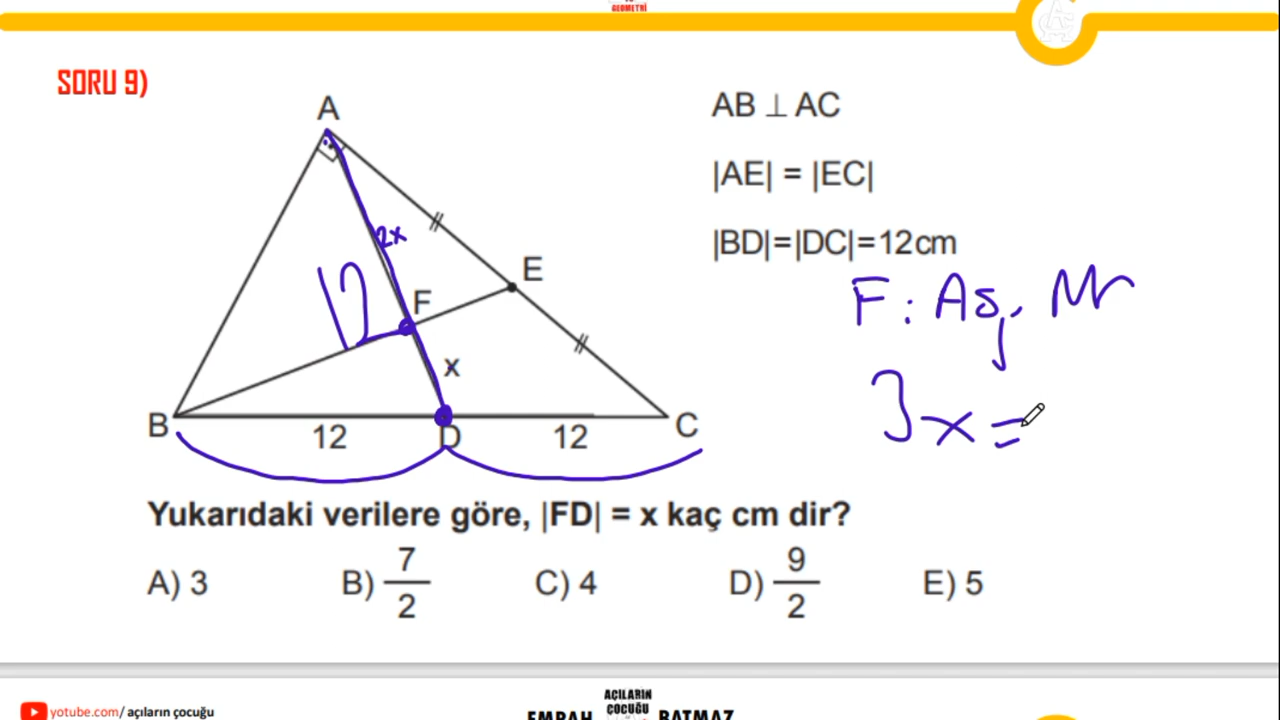 GEOMETRİ
SORU 9)
A
AB ⊥ AC
|AE| = |EC|
|BD|=|DC|=12cm
2x
E
12
F
F: Ağ. Mr
x
3x=
B
12
D
12
C
Yukarıdaki verilere göre, |FD| = x kaç cm dir?
A) 3 B) 7/2 C) 4 D) 9/2 E) 5
yotube.com/ açıların çocuğu
AÇILARIN
ÇOCUĞU
EMRAH BATMAZ